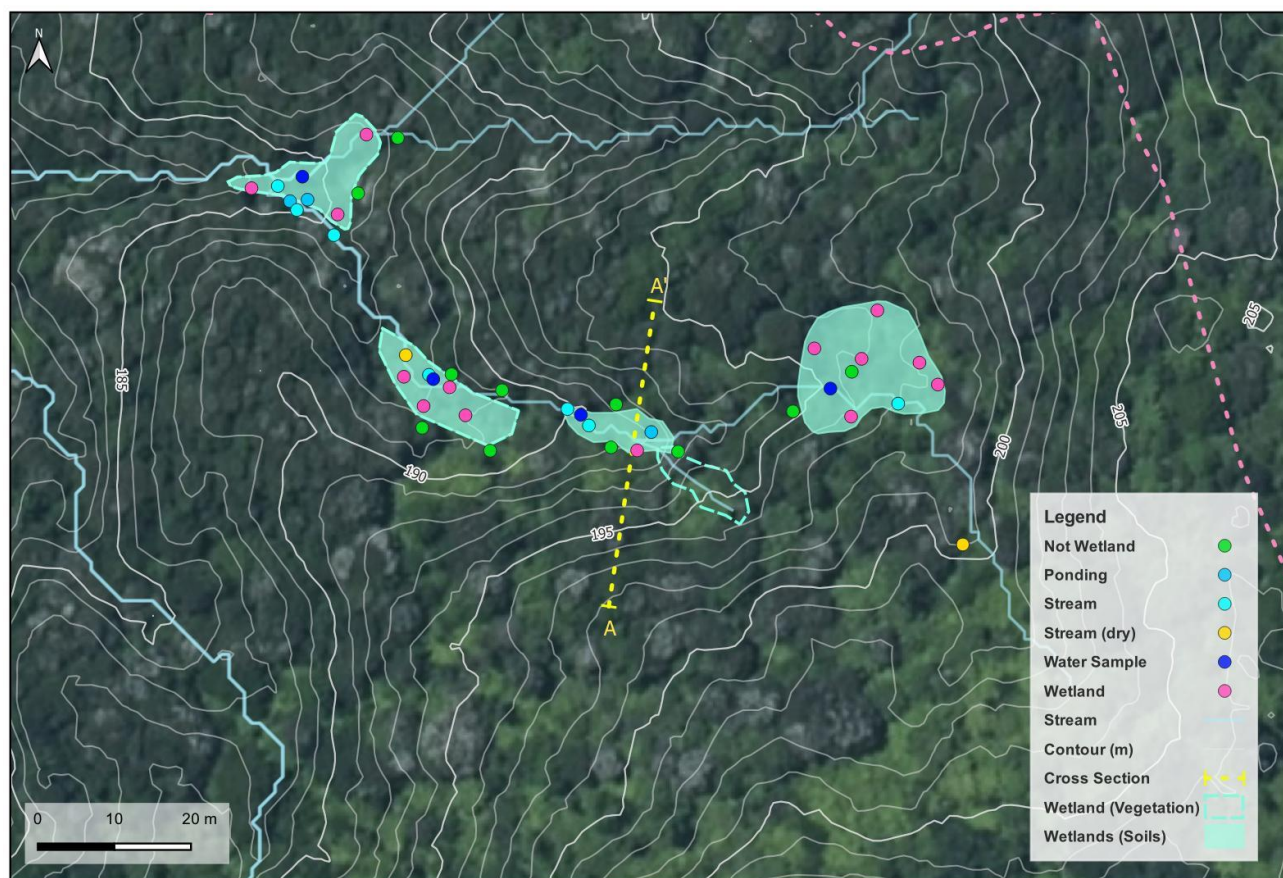 N
A'
205
185
205
200
190
195
A
Legend
Not Wetland
Ponding
Stream
Stream (dry)
Water Sample
Wetland
Stream
Contour (m)
Cross Section
Wetland (Vegetation)
Wetlands (Soils)
0 10 20 m